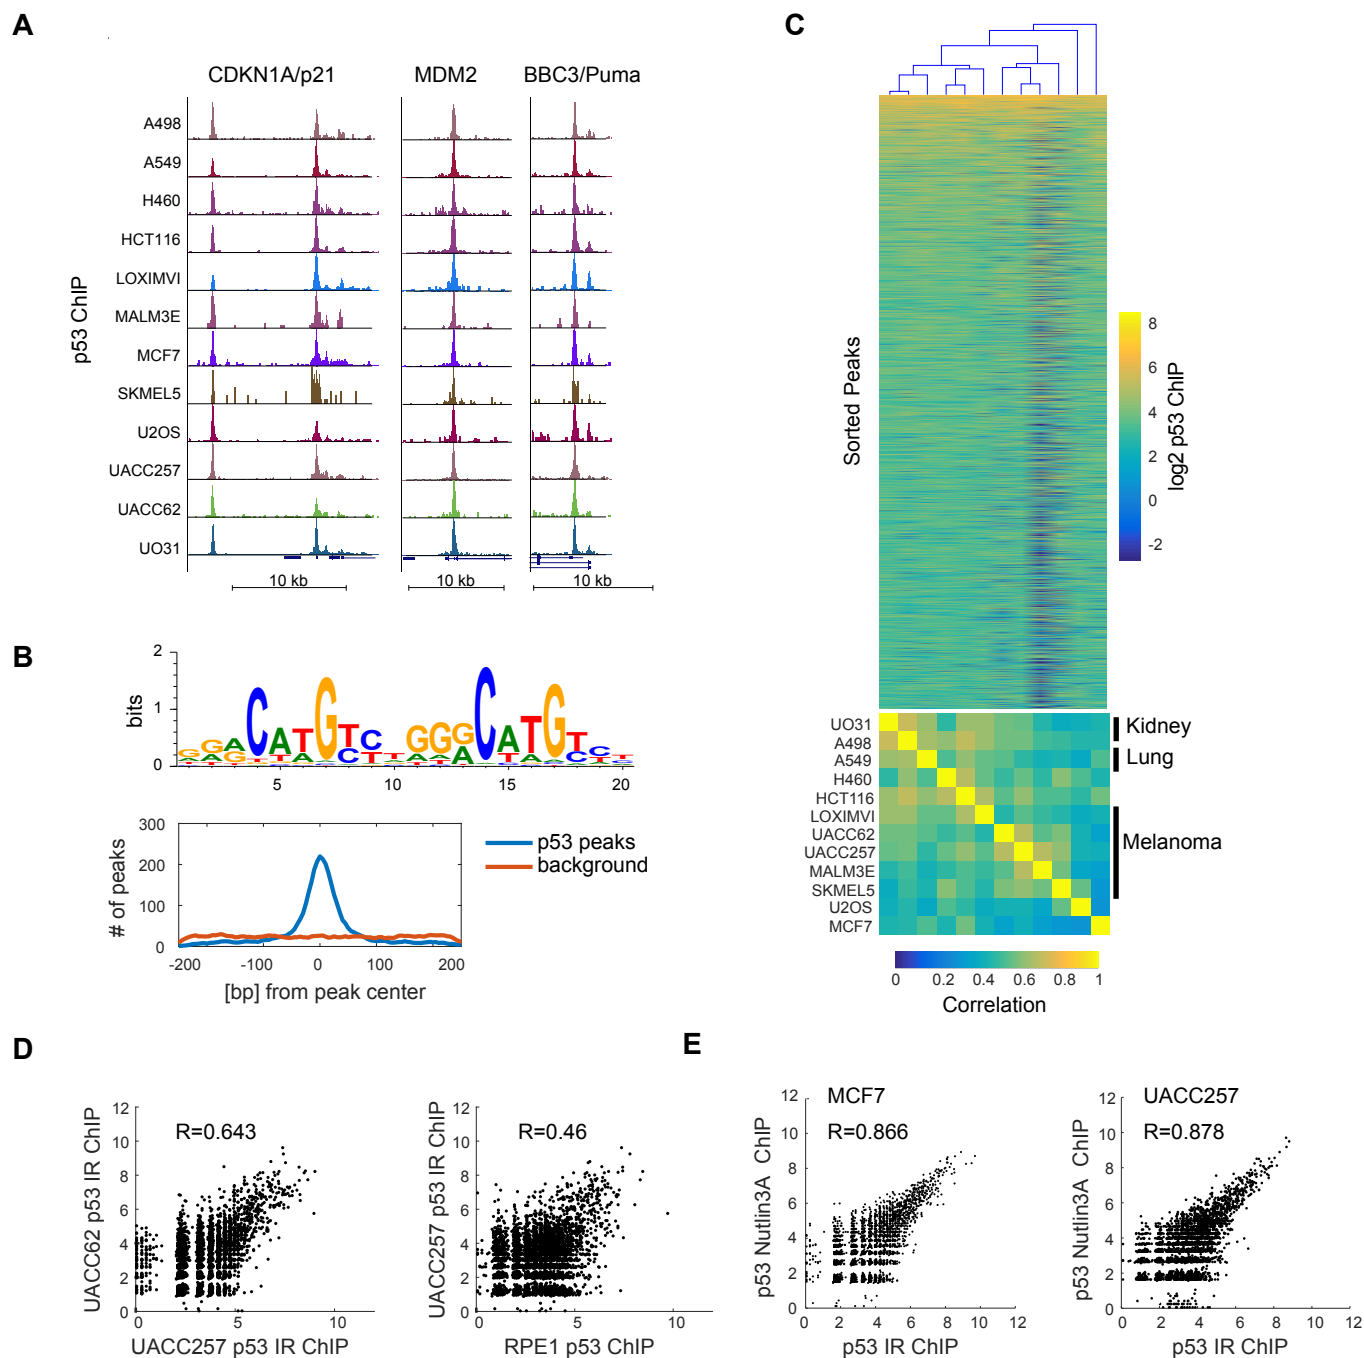 A
CDKN1A/p21
MDM2
BBC3/Puma
p53 ChIP
A498
A549
H460
HCT116
LOXIMVI
MALM3E
MCF7
SKMEL5
U2OS
UACC257
UACC62
UO31
10 kb
10 kb
10 kb
B
bits
2
1
0
GGACATGTCTGGGCATGTCT
5
10
15
20
# of peaks
300
200
100
0
-200
-100
0
100
200
[bp] from peak center
p53 peaks
background
C
Sorted Peaks
8
6
4
2
0
-2
log2 p53 ChIP
UO31
A498
A549
H460
HCT116
LOXIMVI
UACC62
UACC257
MALM3E
SKMEL5
U2OS
MCF7
Kidney
Lung
Melanoma
0
0.2
0.4
0.6
0.8
1
Correlation
D
UACC62 p53 IR ChIP
12
10
8
6
4
2
0
R=0.643
0
5
10
UACC257 p53 IR ChIP
UACC257 p53 IR ChIP
12
10
8
6
4
2
0
R=0.46
0
5
10
RPE1 p53 ChIP
E
MCF7
R=0.866
p53 Nutlin3A ChIP
12
10
8
6
4
2
0
0
2
4
6
8
10
12
p53 IR ChIP
UACC257
R=0.878
p53 Nutlin3A ChIP
12
10
8
6
4
2
0
0
2
4
6
8
10
12
p53 IR ChIP